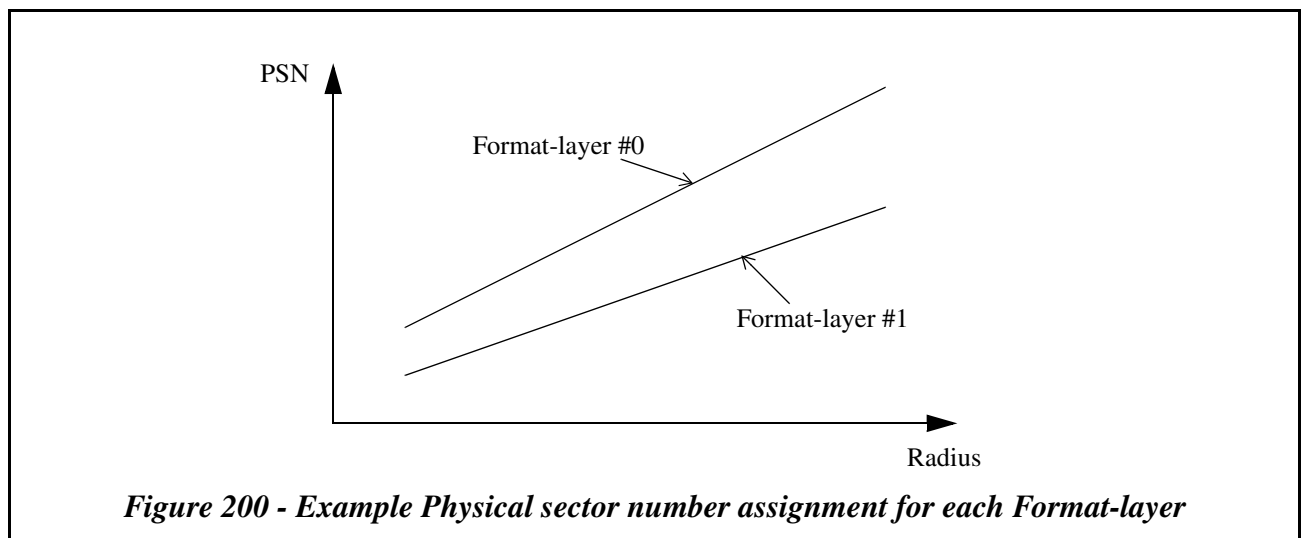 PSN
Format-layer #0
Format-layer #1
Radius
Figure 200 - Example Physical sector number assignment for each Format-layer